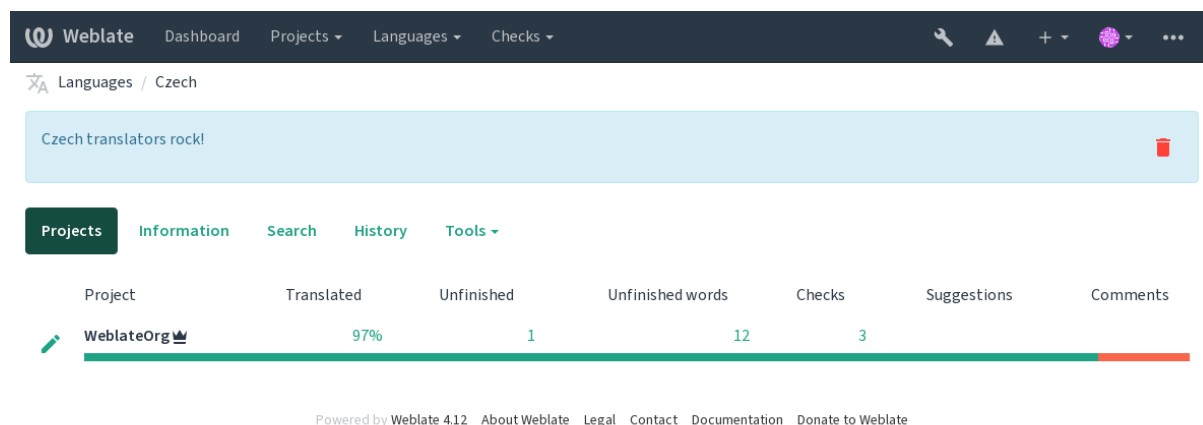 Weblate Dashboard Projects Languages Checks
Languages / Czech
Czech translators rock!
Projects Information Search History Tools
Project Translated Unfinished Unfinished words Checks Suggestions Comments
WeblateOrg 97% 1 12 3
Powered by Weblate 4.12 About Weblate Legal Contact Documentation Donate to Weblate